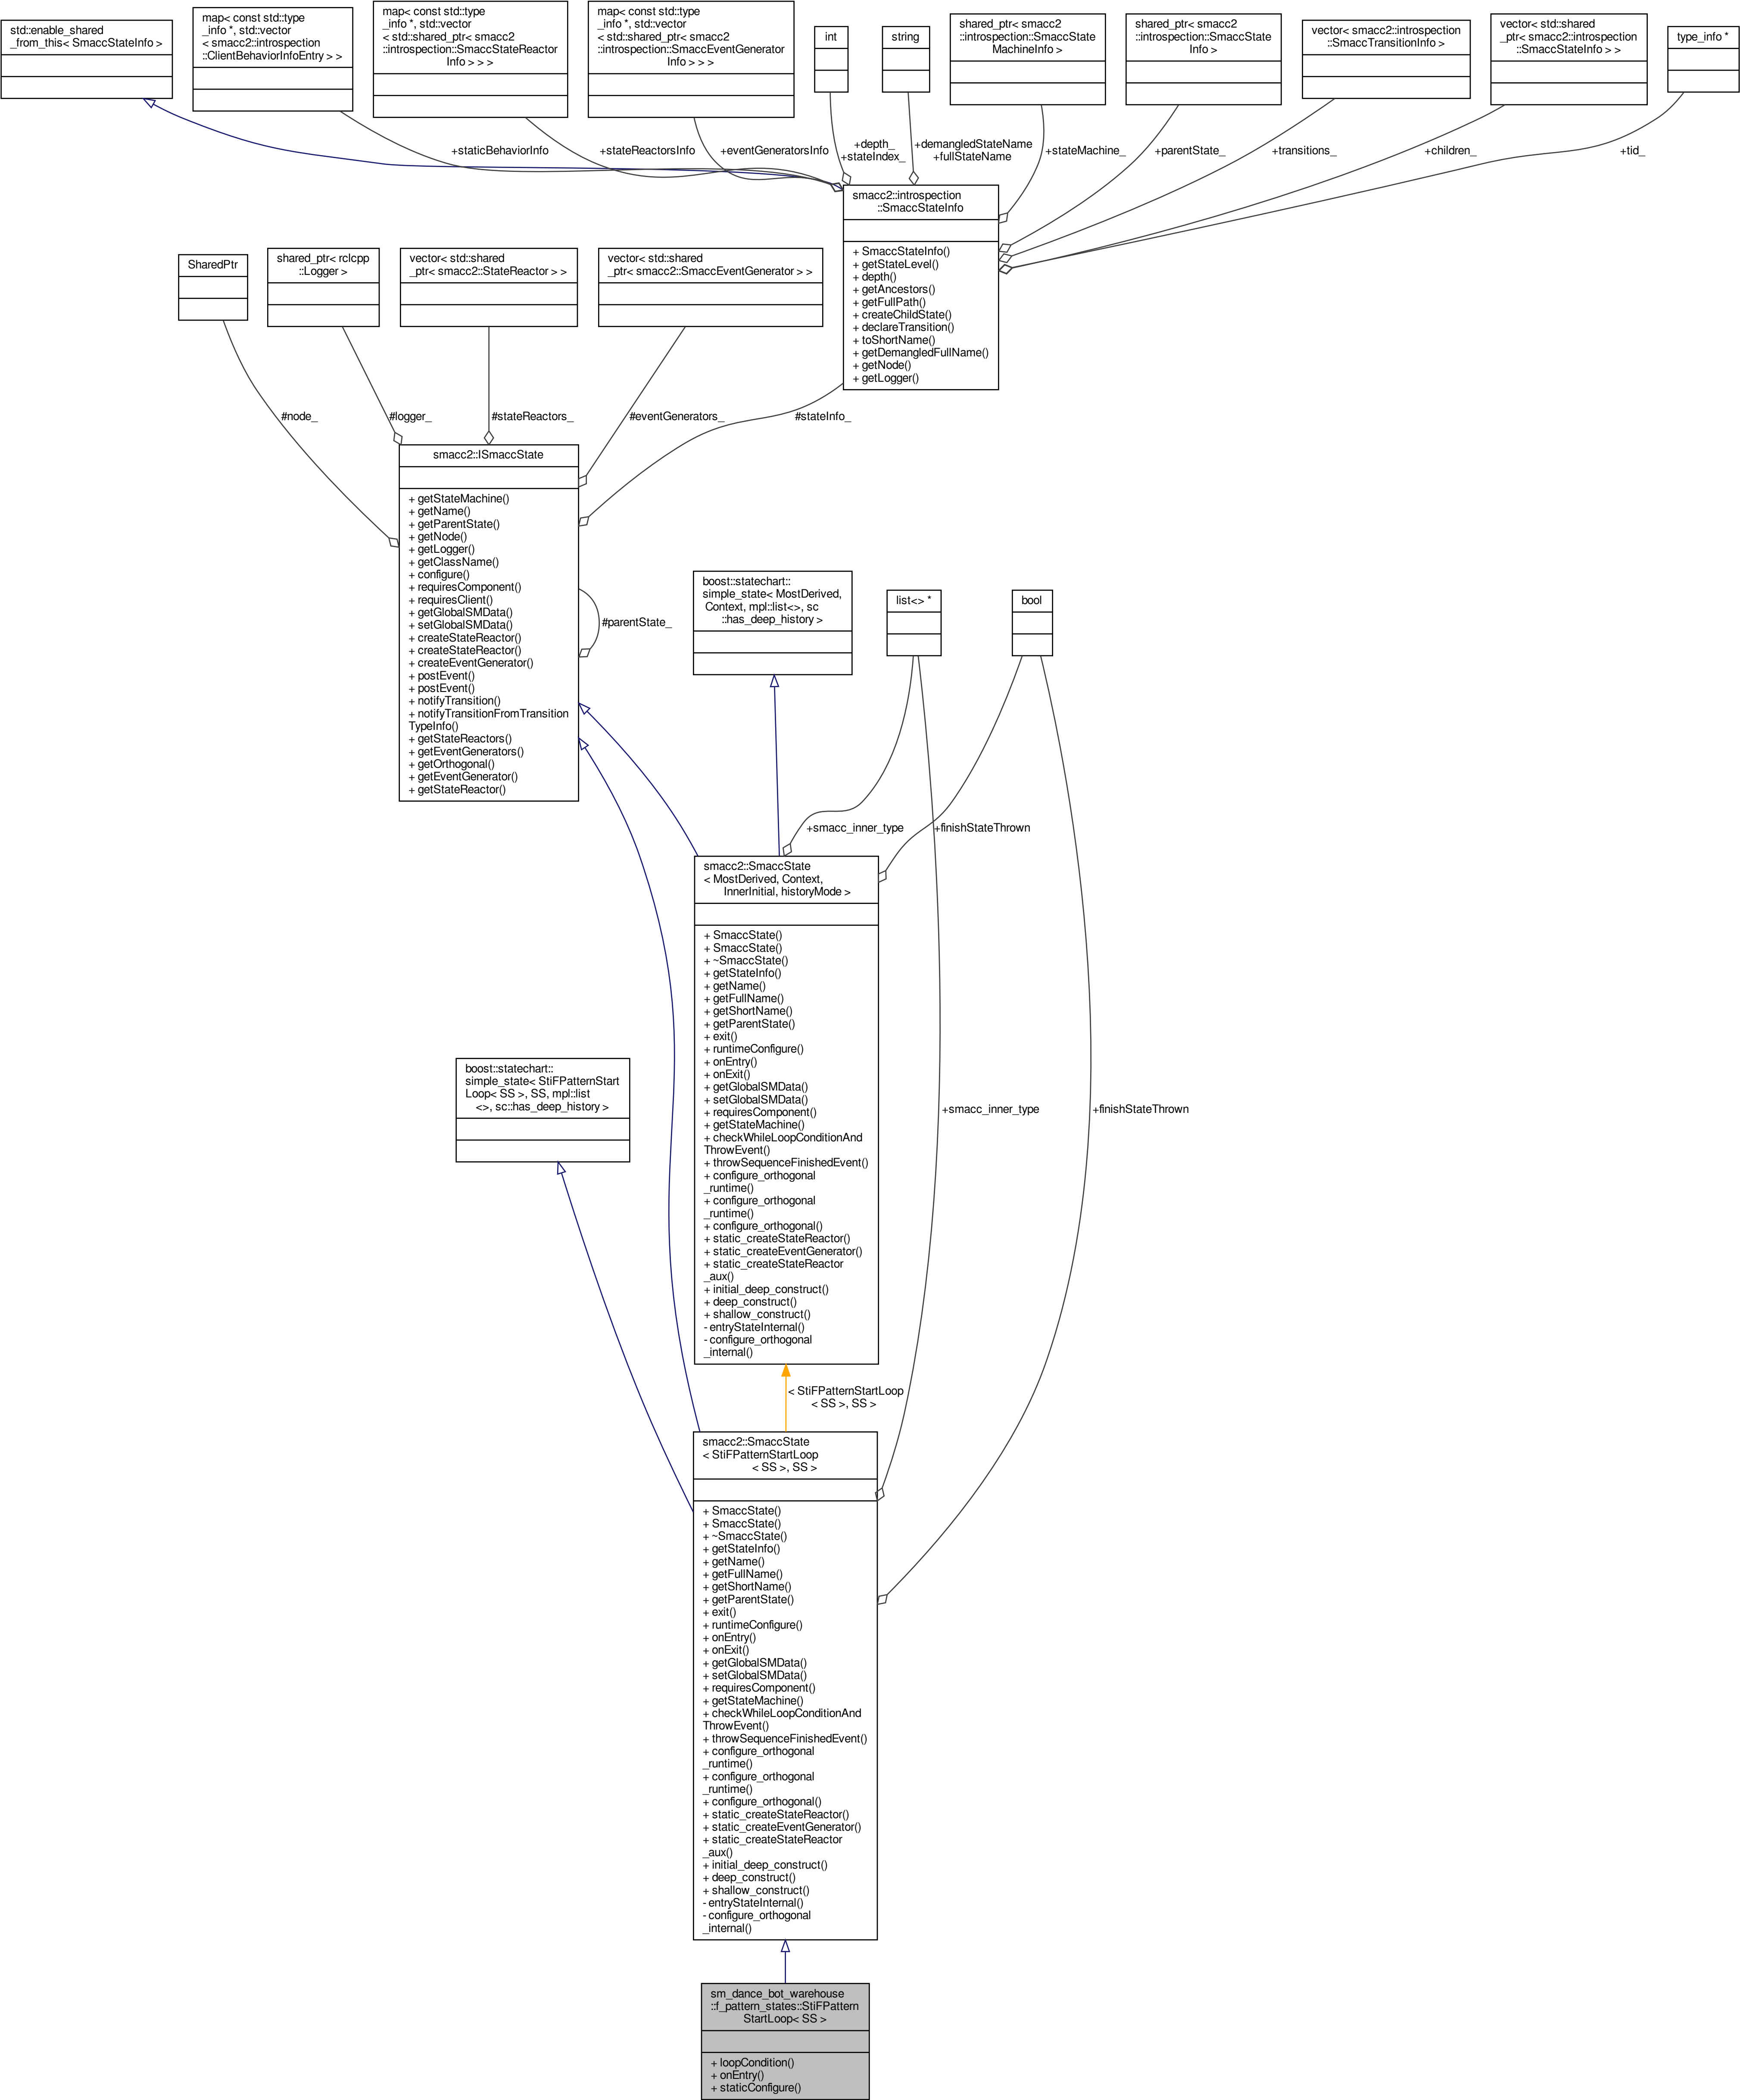 std::enable_shared
_from_this< SmaccStateInfo >
map< const std::type
_info *, std::vector
< smacc2::introspection
::ClientBehaviorInfoEntry > >
map< const std::type
_info *, std::vector
< std::shared_ptr< smacc2
::introspection::SmaccStateReactor
Info > > >
map< const std::type
_info *, std::vector
< std::shared_ptr< smacc2
::introspection::SmaccEventGenerator
Info > > >
int
string
shared_ptr< smacc2
::introspection::SmaccState
MachineInfo >
shared_ptr< smacc2
::introspection::SmaccState
Info >
vector< smacc2::introspection
::SmaccTransitionInfo >
vector< std::shared
_ptr< smacc2::introspection
::SmaccStateInfo > >
type_info *
+staticBehaviorInfo
+stateReactorsInfo
+eventGeneratorsInfo
+depth_
+stateIndex_
+demangledStateName
+fullStateName
+stateMachine_
+parentState_
+transitions_
+children_
+tid_
smacc2::introspection
::SmaccStateInfo
+ SmaccStateInfo()
+ getStateLevel()
+ depth()
+ getAncestors()
+ getFullPath()
+ createChildState()
+ declareTransition()
+ toShortName()
+ getDemangledFullName()
+ getNode()
+ getLogger()
SharedPtr
shared_ptr< rclcpp
::Logger >
vector< std::shared
_ptr< smacc2::StateReactor > >
vector< std::shared
_ptr< smacc2::SmaccEventGenerator > >
#node_
#logger_
#stateReactors_
#eventGenerators_
#stateInfo_
smacc2::ISmaccState
+ getStateMachine()
+ getName()
+ getParentState()
+ getNode()
+ getLogger()
+ getClassName()
+ configure()
+ requiresComponent()
+ requiresClient()
+ getGlobalSMData()
+ setGlobalSMData()
+ createStateReactor()
+ createStateReactor()
+ createEventGenerator()
+ postEvent()
+ postEvent()
+ notifyTransition()
+ notifyTransitionFromTransition
TypeInfo()
+ getStateReactors()
+ getEventGenerators()
+ getOrthogonal()
+ getEventGenerator()
+ getStateReactor()
#parentState_
boost::statechart::
simple_state< MostDerived,
Context, mpl::list<>, sc
::has_deep_history >
list<> *
bool
+smacc_inner_type
+finishStateThrown
smacc2::SmaccState
< MostDerived, Context,
InnerInitial, historyMode >
+ SmaccState()
+ SmaccState()
+ ~SmaccState()
+ getStateInfo()
+ getName()
+ getFullName()
+ getShortName()
+ getParentState()
+ exit()
+ runtimeConfigure()
+ onEntry()
+ onExit()
+ getGlobalSMData()
+ setGlobalSMData()
+ requiresComponent()
+ getStateMachine()
+ checkWhileLoopConditionAnd
ThrowEvent()
+ throwSequenceFinishedEvent()
+ configure_orthogonal
_runtime()
+ configure_orthogonal
_runtime()
+ configure_orthogonal()
+ static_createStateReactor()
+ static_createEventGenerator()
+ static_createStateReactor
_aux()
+ initial_deep_construct()
+ deep_construct()
+ shallow_construct()
- entryStateInternal()
- configure_orthogonal
_internal()
boost::statechart::
simple_state< StiFPatternStart
Loop< SS >, SS, mpl::list
<>, sc::has_deep_history >
+smacc_inner_type
+finishStateThrown
< StiFPatternStartLoop
< SS >, SS >
smacc2::SmaccState
< StiFPatternStartLoop
< SS >, SS >
+ SmaccState()
+ SmaccState()
+ ~SmaccState()
+ getStateInfo()
+ getName()
+ getFullName()
+ getShortName()
+ getParentState()
+ exit()
+ runtimeConfigure()
+ onEntry()
+ onExit()
+ getGlobalSMData()
+ setGlobalSMData()
+ requiresComponent()
+ getStateMachine()
+ checkWhileLoopConditionAnd
ThrowEvent()
+ throwSequenceFinishedEvent()
+ configure_orthogonal
_runtime()
+ configure_orthogonal
_runtime()
+ configure_orthogonal()
+ static_createStateReactor()
+ static_createEventGenerator()
+ static_createStateReactor
_aux()
+ initial_deep_construct()
+ deep_construct()
+ shallow_construct()
- entryStateInternal()
- configure_orthogonal
_internal()
sm_dance_bot_warehouse
::f_pattern_states::StiFPattern
StartLoop< SS >
+ loopCondition()
+ onEntry()
+ staticConfigure()